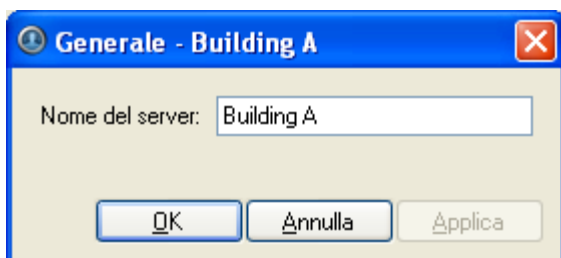 Generale - Building A
Nome del server: Building A
OK Annulla Applica